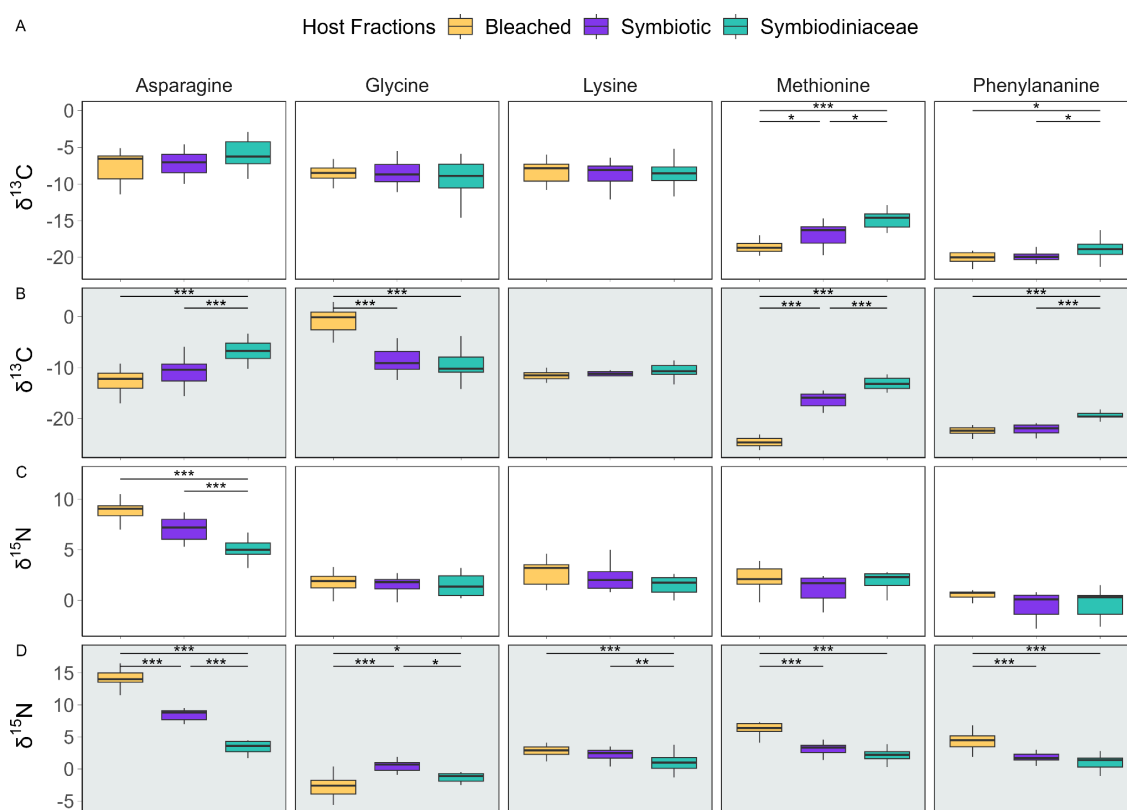 A
Host Fractions Bleached Symbiotic Symbiodiniaceae
Asparagine Glycine Lysine Methionine Phenylananine
δ¹³C
0
-5
-10
-15
-20
***
* *
*
*
B
δ¹³C
0
-10
-20
*** *** *** ***
*** *** *** *** ***
C
δ¹⁵N
10
5
0
***
***
D
δ¹⁵N
15
10
5
0
-5
*** * *** *** ***
*** *** *** * ** *** ***